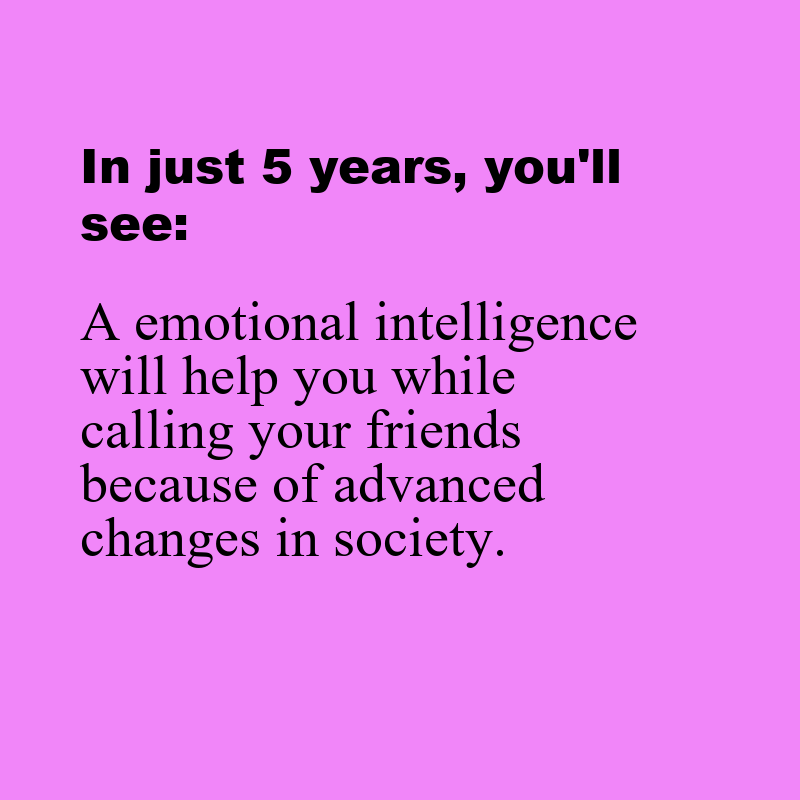 In just 5 years, you'll
see:
A emotional intelligence
will help you while
calling your friends
because of advanced
changes in society.